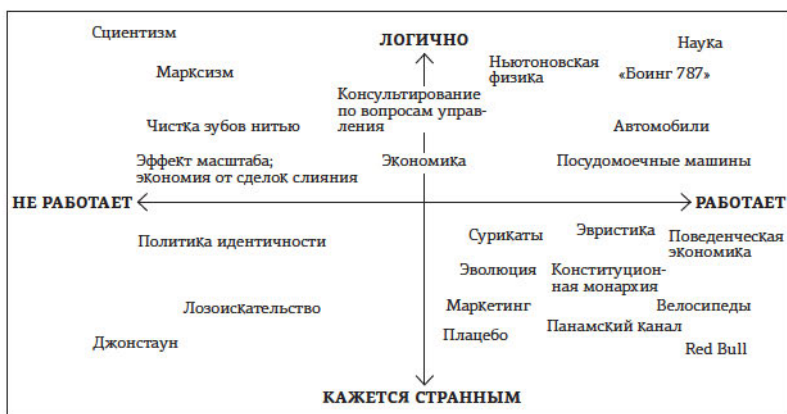 Сциентизм
ЛОГИЧНО
Наука
Марксизм
Ньютоновская
физика
«Боинг 787»
Консультирование
по вопросам управ-
ления
Чистка зубов нитью
Автомобили
Эффект масштаба;
экономия от сделок слияния
Экономика
Посудомоечные машины
НЕ РАБОТАЕТ
РАБОТАЕТ
Политика идентичности
Сурикаты
Эвристика
Поведенческая
экономика
Эволюция
Конституцион-
ная монархия
Лозоискательство
Маркетинг
Велосипеды
Джонстаун
Плацебо
Панамский канал
Red Bull
КАЖЕТСЯ СТРАННЫМ